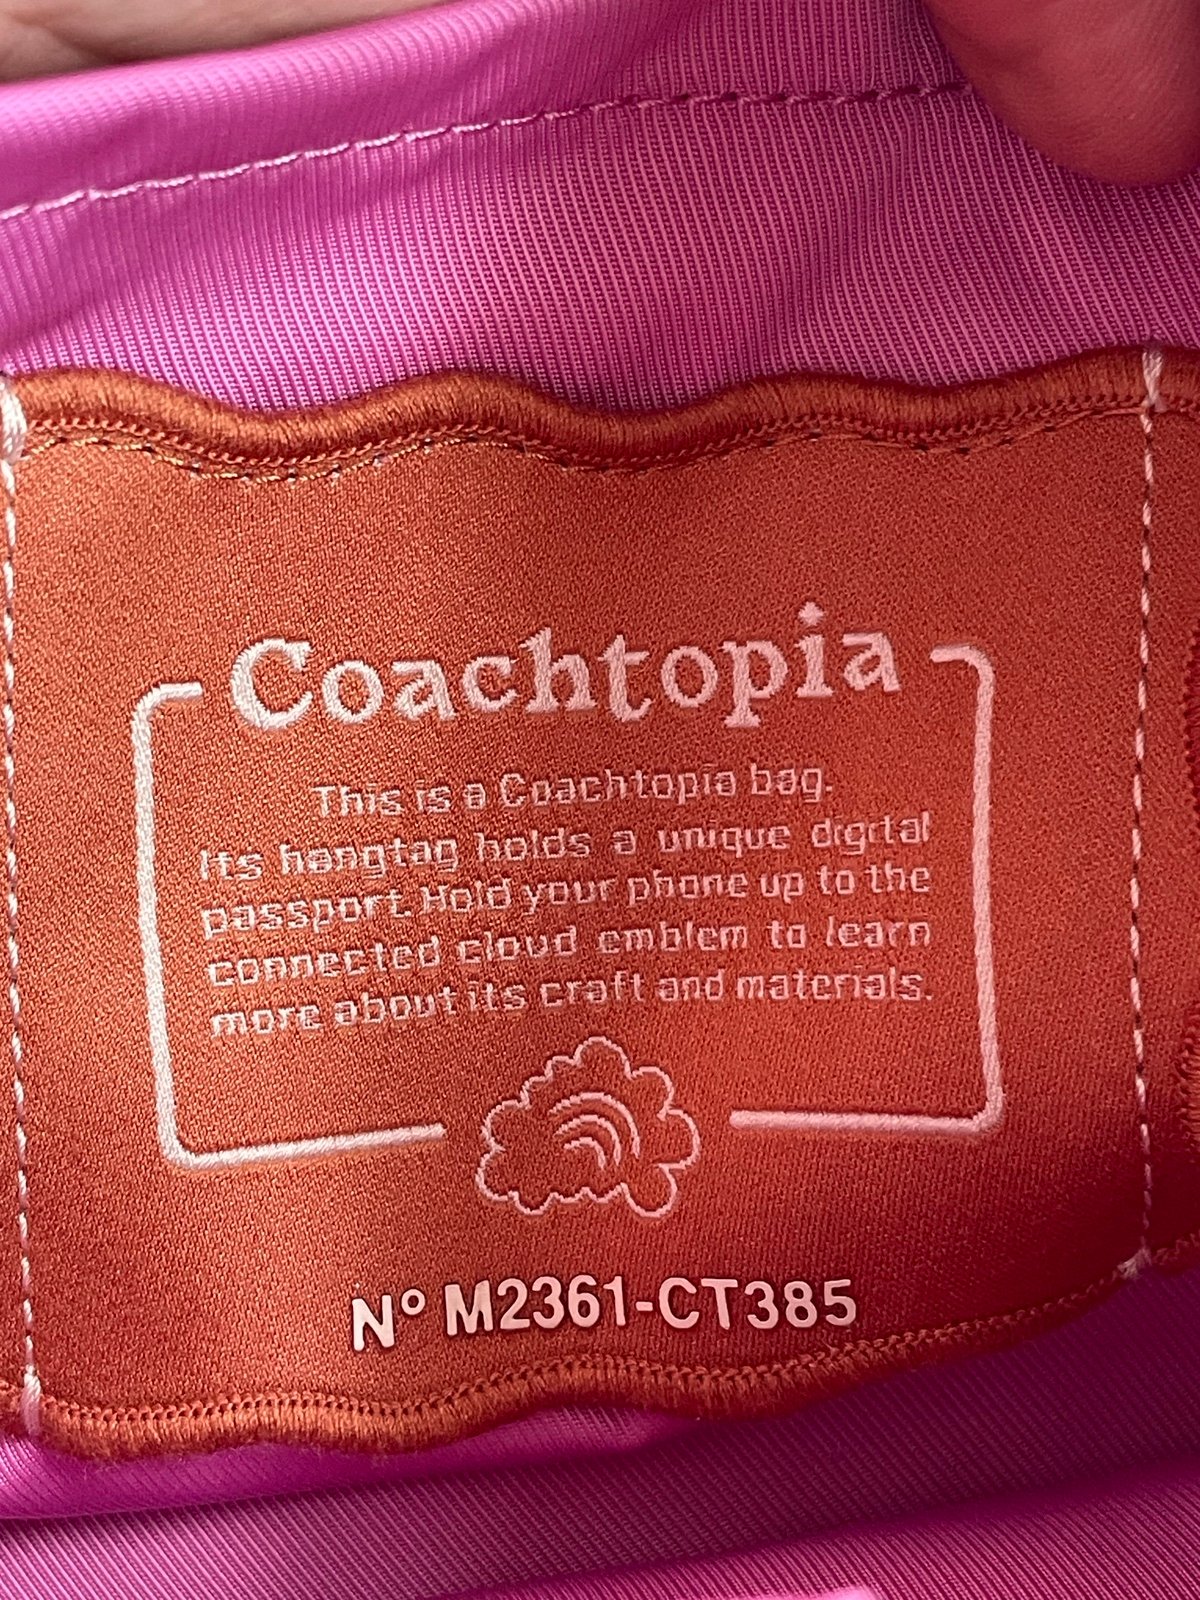 Coachtopia
This is a Coachtopia bag.
Its hangtag holds a unique digital
passport. Hold your phone up to the
connected cloud emblem to learn
more about its craft and materials.
Nº M2361-CT385